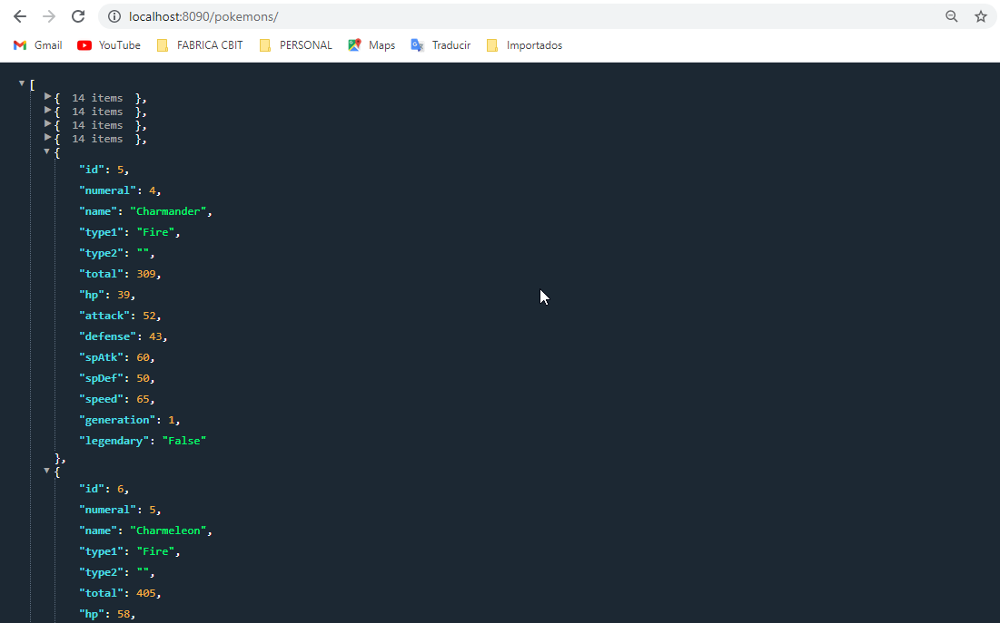 localhost:8090/pokemons/
Gmail YouTube FABRICA CBIT PERSONAL Maps Traducir Importados
[
{ 14 items },
{ 14 items },
{ 14 items },
{ 14 items },
{
"id": 5,
"numeral": 4,
"name": "Charmander",
"type1": "Fire",
"type2": "",
"total": 309,
"hp": 39,
"attack": 52,
"defense": 43,
"spAtk": 60,
"spDef": 50,
"speed": 65,
"generation": 1,
"legendary": "False"
},
{
"id": 6,
"numeral": 5,
"name": "Charmeleon",
"type1": "Fire",
"type2": "",
"total": 405,
"hp": 58,